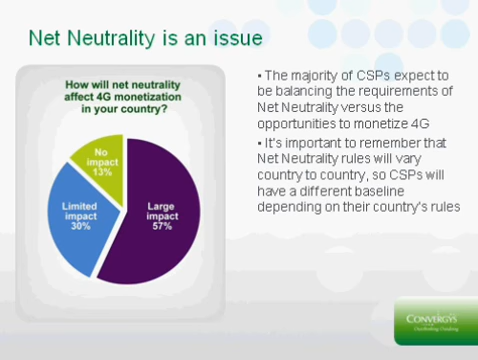 Net Neutrality is an issue
How will net neutrality
affect 4G monetization
in your country?
No
impact
13%
Limited
impact
30%
Large
impact
57%
• The majority of CSPs expect to
be balancing the requirements of
Net Neutrality versus the
opportunities to monetize 4G
• It's important to remember that
Net Neutrality rules will vary
country to country, so CSPs will
have a different baseline
depending on their country's rules
CONVERGYS